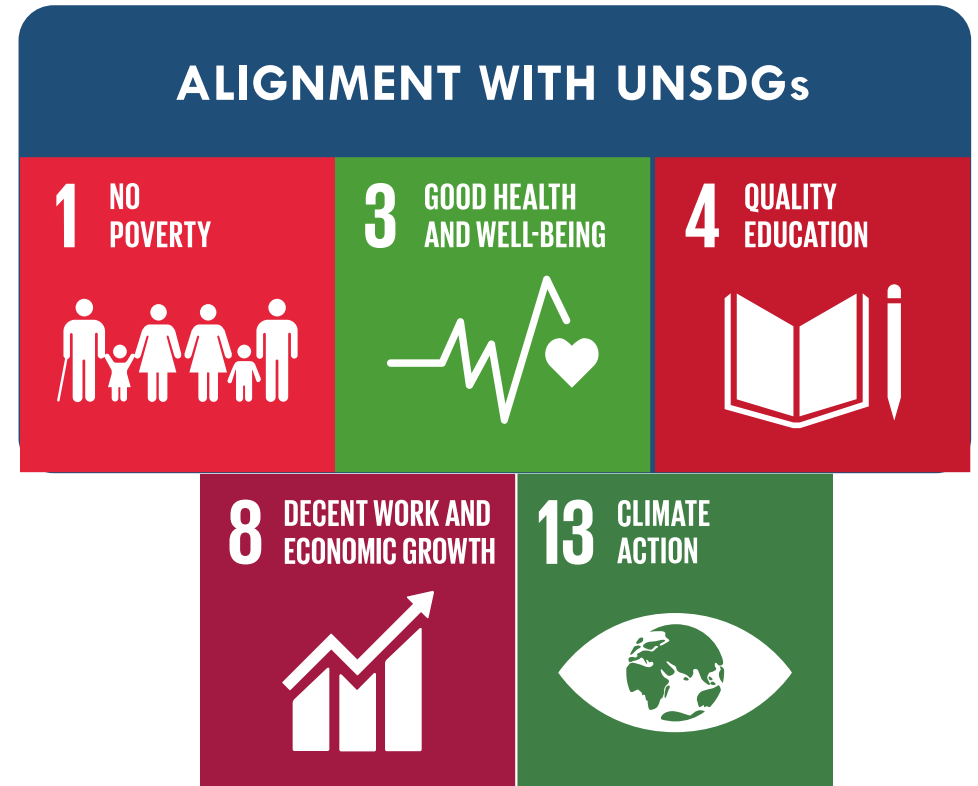 ALIGNMENT WITH UNSDGs
1 NO
POVERTY
3 GOOD HEALTH
AND WELL-BEING
4 QUALITY
EDUCATION
8 DECENT WORK AND
ECONOMIC GROWTH
13 CLIMATE
ACTION